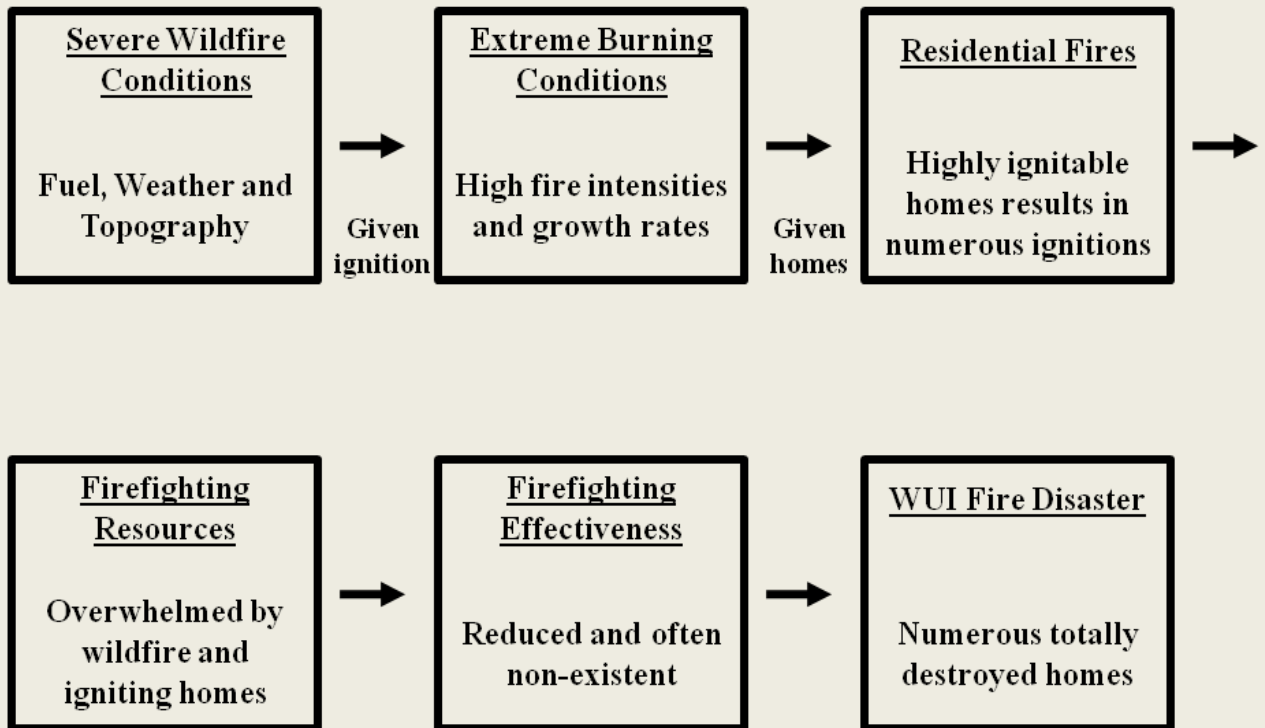 Severe Wildfire
Conditions
Fuel, Weather and
Topography
Given
ignition
Extreme Burning
Conditions
High fire intensities
and growth rates
Given
homes
Residential Fires
Highly ignitable
homes results in
numerous ignitions
Firefighting
Resources
Overwhelmed by
wildfire and
igniting homes
Firefighting
Effectiveness
Reduced and often
non-existent
WUI Fire Disaster
Numerous totally
destroyed homes